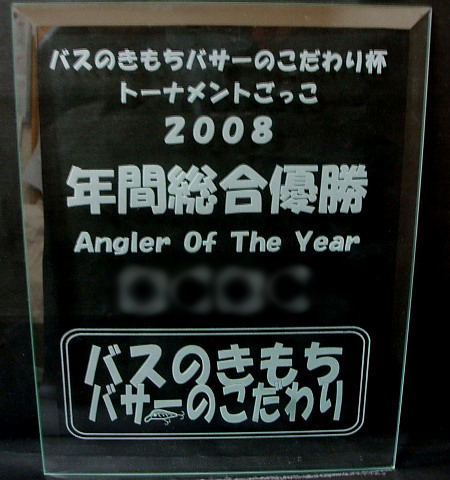 バスのきもちバサーのこだわり杯
トーナメントごっこ
2008
年間総合優勝
Angler Of The Year
バスのきもち
バサーのこだわり